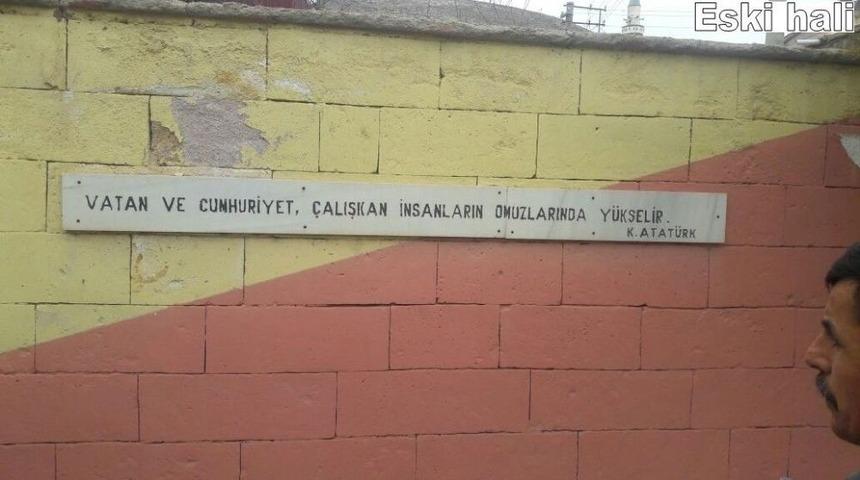 Eski hali
VATAN VE CUMHURİYET, ÇALIŞKAN İNSANLARIN OMUZLARINDA YÜKSELİR.
K. ATATÜRK